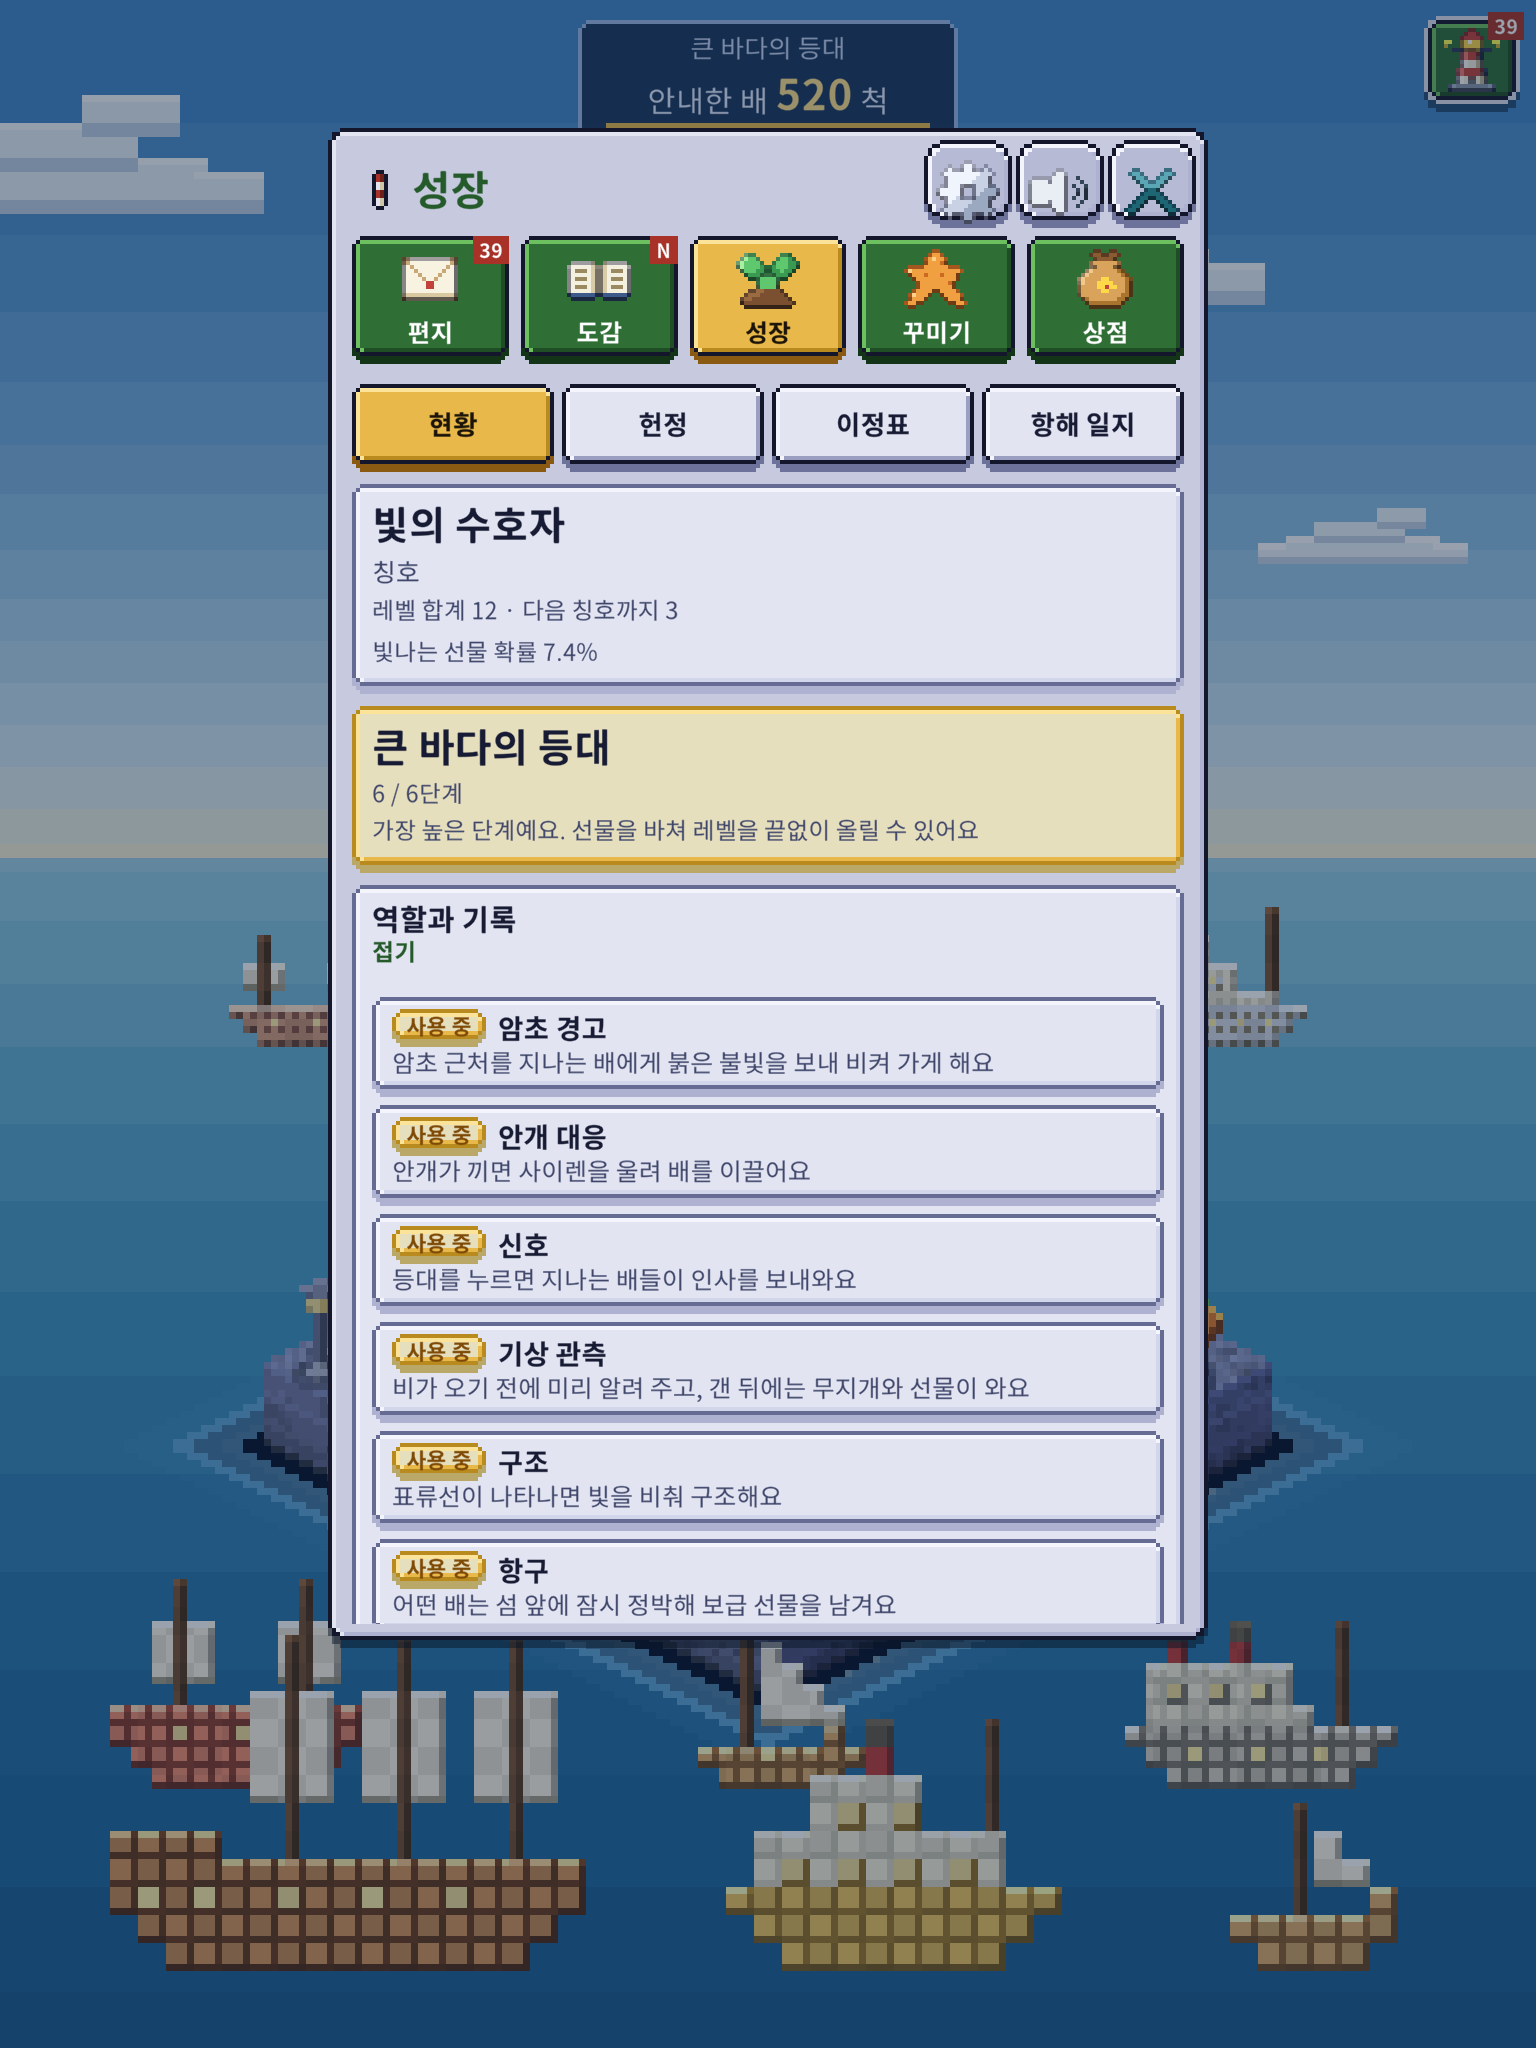 큰 바다의 등대
안내한 배 520 척
39
성장
39
편지
N
도감
성장
꾸미기
상점
현황
헌정
이정표
항해 일지
빛의 수호자
칭호
레벨 합계 12 · 다음 칭호까지 3
빛나는 선물 확률 7.4%
큰 바다의 등대
6 / 6단계
가장 높은 단계예요. 선물을 바쳐 레벨을 끝없이 올릴 수 있어요
역할과 기록
접기
사용 중 암초 경고
암초 근처를 지나는 배에게 붉은 불빛을 보내 비켜 가게 해요
사용 중 안개 대응
안개가 끼면 사이렌을 울려 배를 이끌어요
사용 중 신호
등대를 누르면 지나는 배들이 인사를 보내와요
사용 중 기상 관측
비가 오기 전에 미리 알려 주고, 갠 뒤에는 무지개와 선물이 와요
사용 중 구조
표류선이 나타나면 빛을 비춰 구조해요
사용 중 항구
어떤 배는 섬 앞에 잠시 정박해 보급 선물을 남겨요